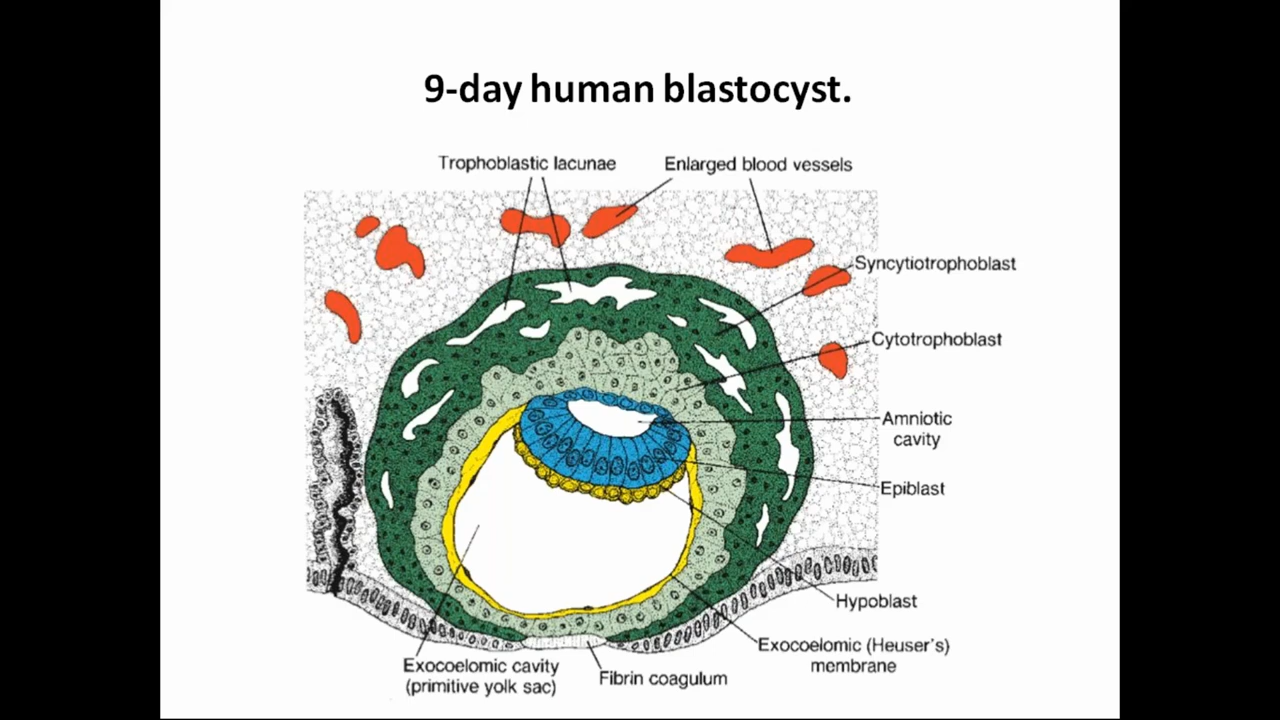 9-day human blastocyst.
Trophoblastic lacunae
Enlarged blood vessels
Syncytiotrophoblast
Cytotrophoblast
Amniotic
cavity
Epiblast
Hypoblast
Exocoelomic (Heuser's)
membrane
Exocoelomic cavity
(primitive yolk sac)
Fibrin coagulum